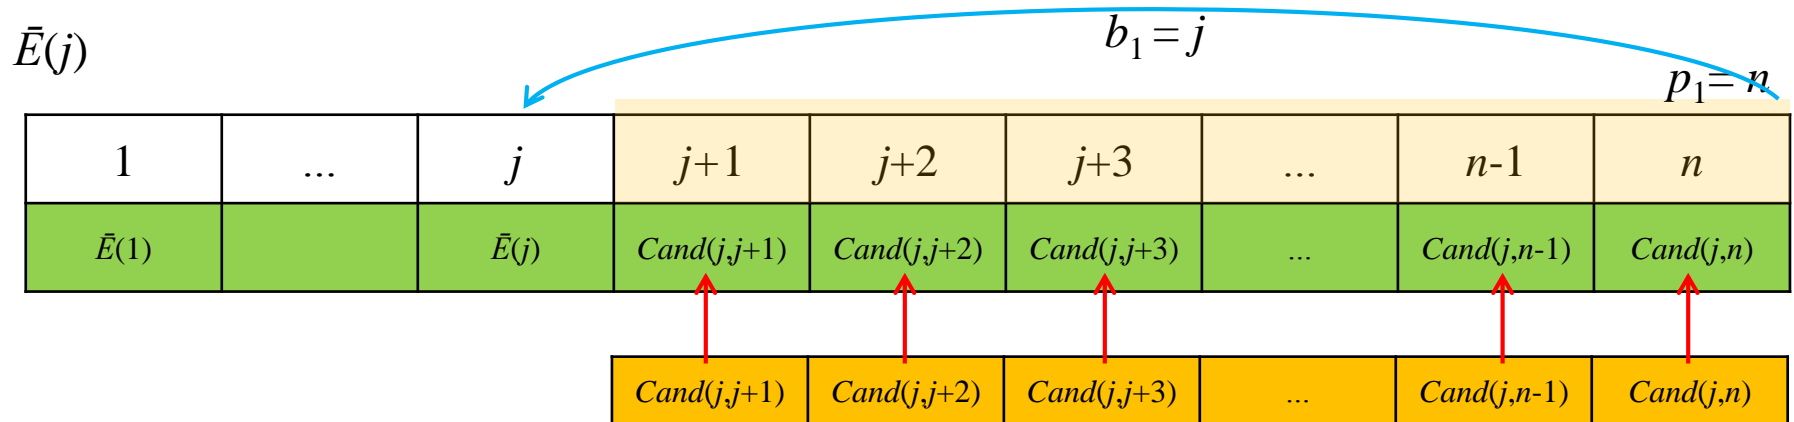 b₁ = j
Ē(j)
p₁= n
1 ... j j+1 j+2 j+3 ... n-1 n
Ē(1) Ē(j) Cand(j,j+1) Cand(j,j+2) Cand(j,j+3) ... Cand(j,n-1) Cand(j,n)
Cand(j,j+1) Cand(j,j+2) Cand(j,j+3) ... Cand(j,n-1) Cand(j,n)